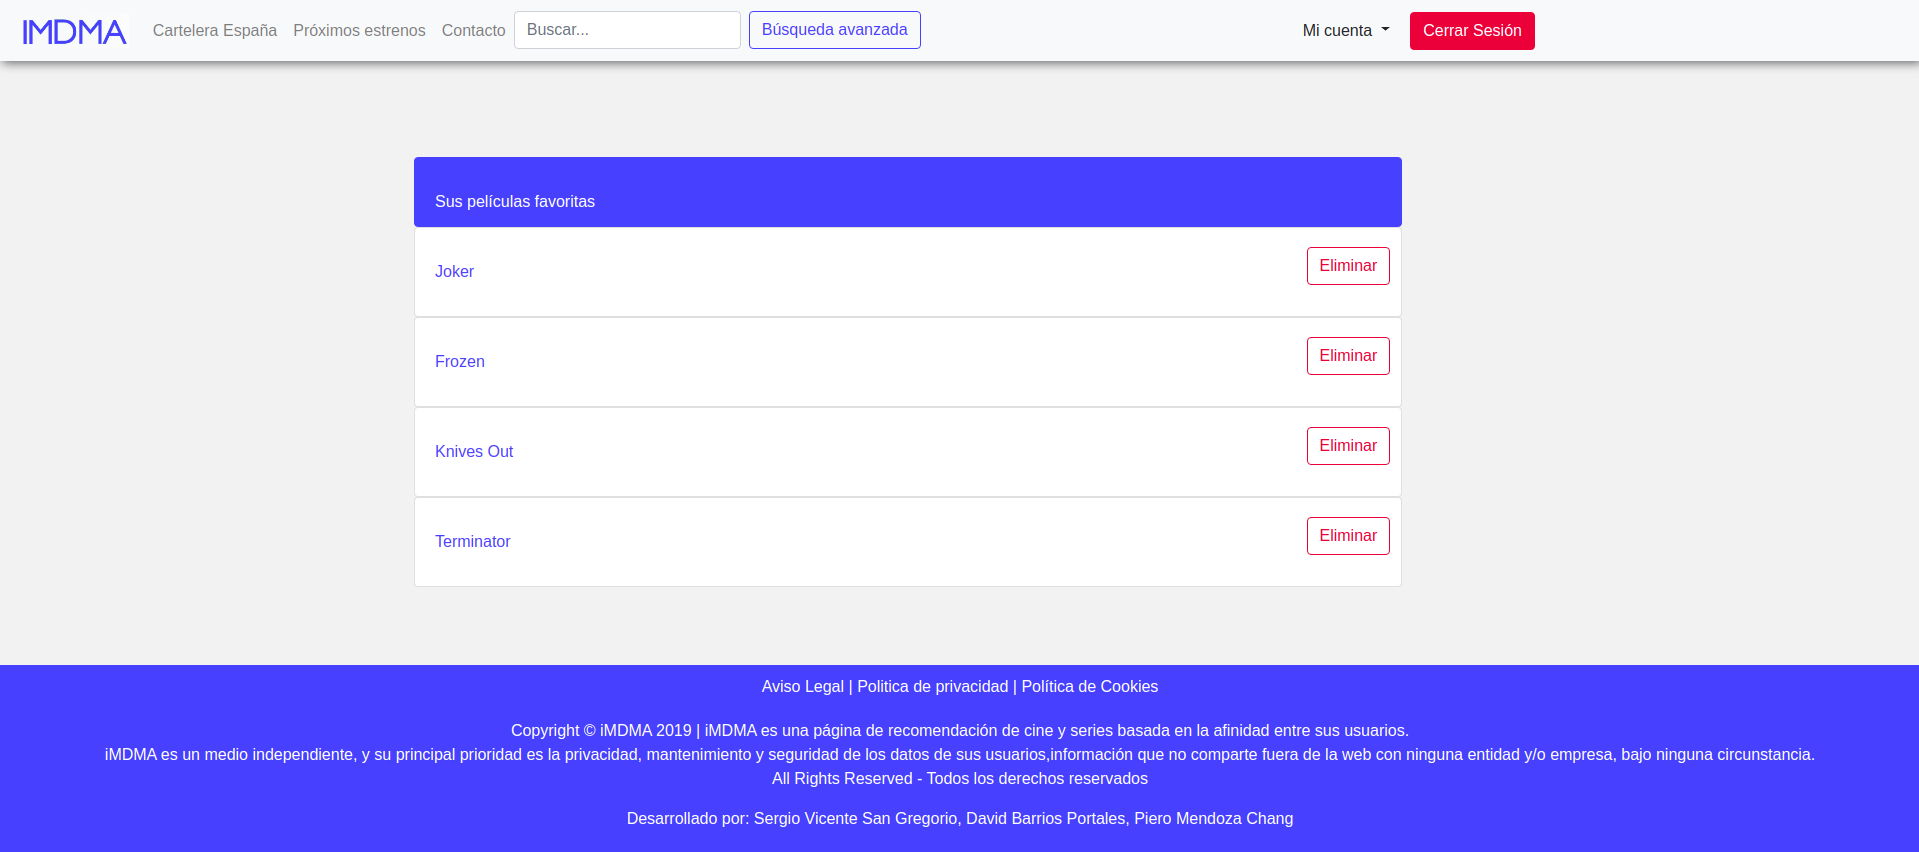 iMDMA Cartelera España Próximos estrenos Contacto Buscar... Búsqueda avanzada Mi cuenta Cerrar Sesión
Sus películas favoritas
Joker Eliminar
Frozen Eliminar
Knives Out Eliminar
Terminator Eliminar
Aviso Legal | Politica de privacidad | Política de Cookies
Copyright © iMDMA 2019 | iMDMA es una página de recomendación de cine y series basada en la afinidad entre sus usuarios.
iMDMA es un medio independiente, y su principal prioridad es la privacidad, mantenimiento y seguridad de los datos de sus usuarios,información que no comparte fuera de la web con ninguna entidad y/o empresa, bajo ninguna circunstancia.
All Rights Reserved - Todos los derechos reservados
Desarrollado por: Sergio Vicente San Gregorio, David Barrios Portales, Piero Mendoza Chang